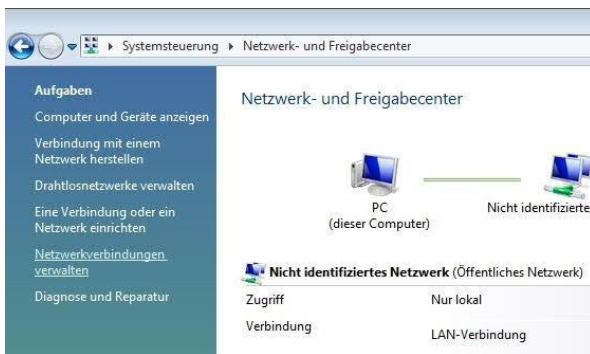 Systemsteuerung ▸ Netzwerk- und Freigabecenter
Aufgaben
Computer und Geräte anzeigen
Verbindung mit einem
Netzwerk herstellen
Drahtlosnetzwerke verwalten
Eine Verbindung oder ein
Netzwerk einrichten
Netzwerkverbindungen
verwalten
Diagnose und Reparatur
Netzwerk- und Freigabecenter
PC
(dieser Computer)
Nicht identifizierte
Nicht identifiziertes Netzwerk (Öffentliches Netzwerk)
Zugriff Nur lokal
Verbindung LAN-Verbindung